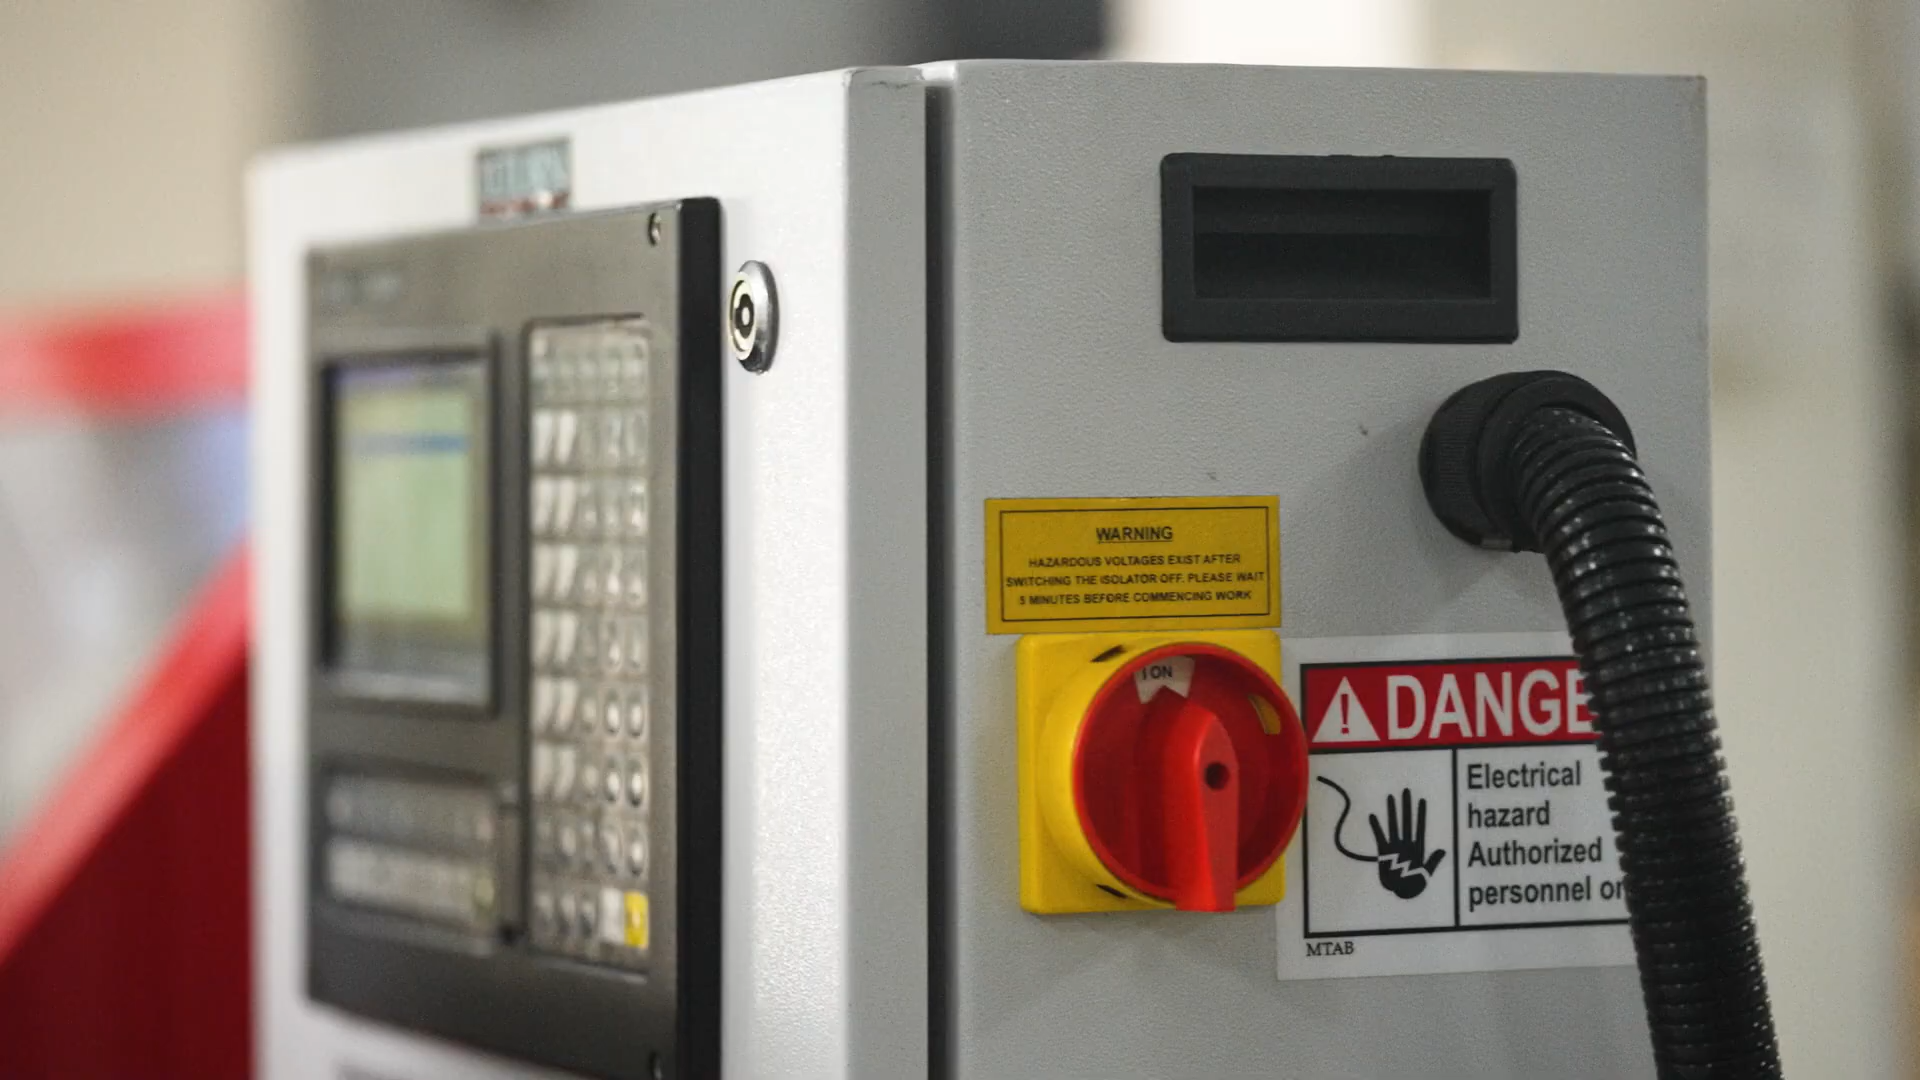 WARNING
HAZARDOUS VOLTAGES EXIST AFTER
SWITCHING THE ISOLATOR OFF. PLEASE WAIT
5 MINUTES BEFORE COMMENCING WORK
I ON
DANGE
Electrical
hazard
Authorized
personnel on
MTAB